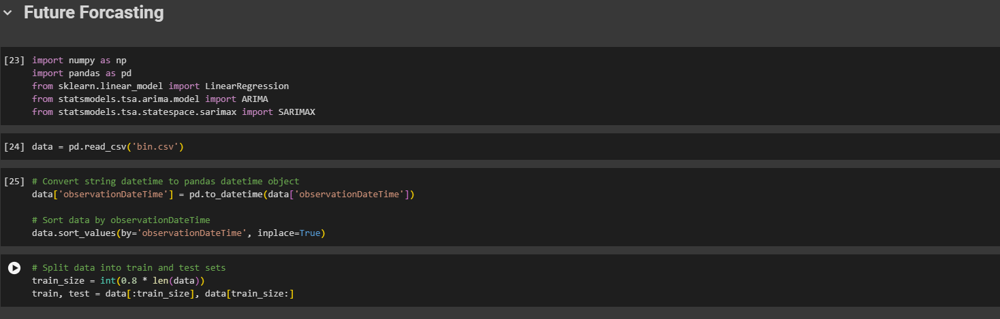 Future Forcasting
[23] import numpy as np
import pandas as pd
from sklearn.linear_model import LinearRegression
from statsmodels.tsa.arima.model import ARIMA
from statsmodels.tsa.statespace.sarimax import SARIMAX
[24] data = pd.read_csv('bin.csv')
[25] # Convert string datetime to pandas datetime object
data['observationDateTime'] = pd.to_datetime(data['observationDateTime'])
# Sort data by observationDateTime
data.sort_values(by='observationDateTime', inplace=True)
# Split data into train and test sets
train_size = int(0.8 * len(data))
train, test = data[:train_size], data[train_size:]